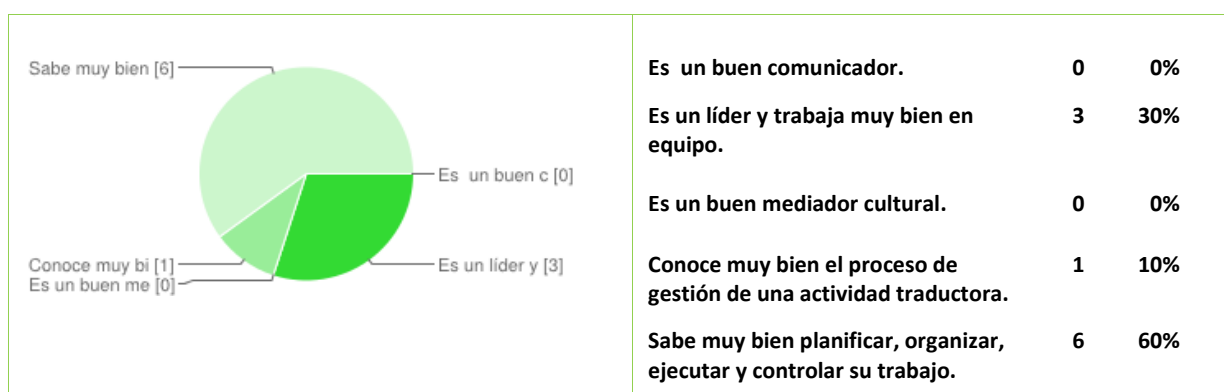 Sabe muy bien [6]
Es un buen c [0]
Conoce muy bi [1]
Es un buen me [0]
Es un líder y [3]
Es un buen comunicador. 0 0%
Es un líder y trabaja muy bien en 3 30%
equipo.
Es un buen mediador cultural. 0 0%
Conoce muy bien el proceso de 1 10%
gestión de una actividad traductora.
Sabe muy bien planificar, organizar, 6 60%
ejecutar y controlar su trabajo.